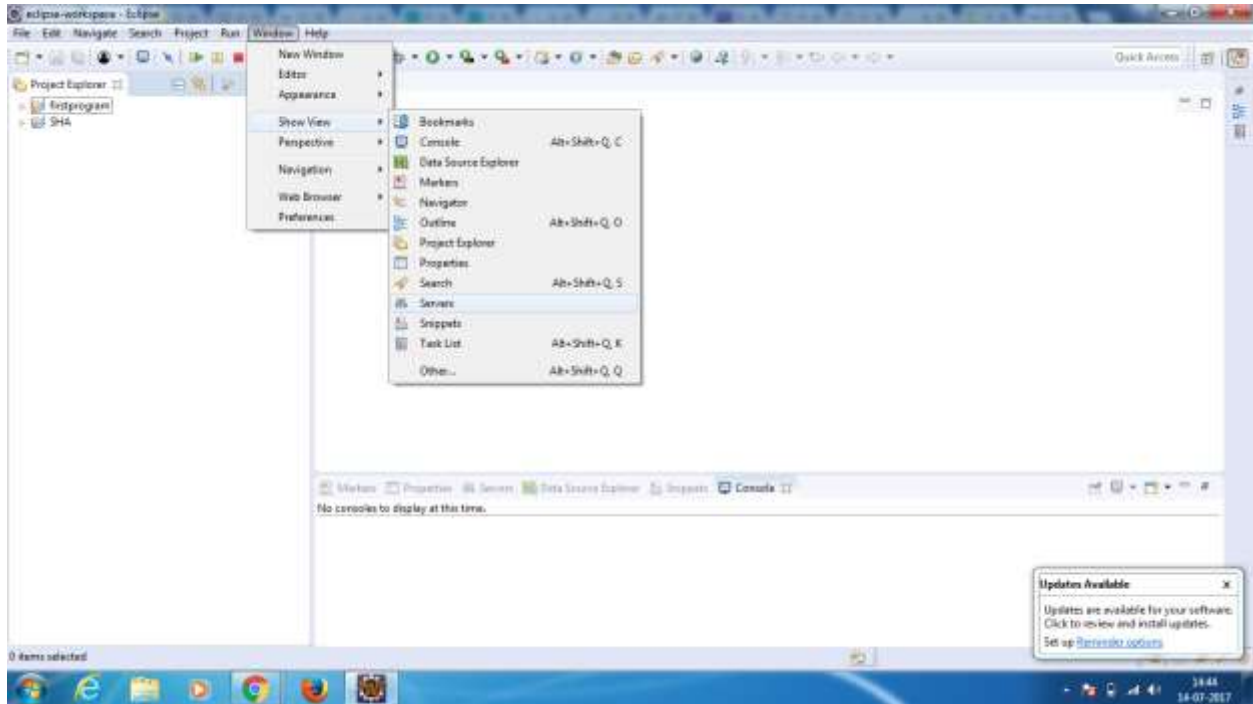 eclipse-workspace - Eclipse
File Edit Navigate Search Project Run Window Help
Quick Access
Project Explorer
firstprogram
SHA
New Window
Editor
Appearance
Show View
Perspective
Navigation
Web Browser
Preferences
Bookmarks
Console Alt+Shift+Q, C
Data Source Explorer
Markers
Navigator
Outline Alt+Shift+Q, O
Project Explorer
Properties
Search Alt+Shift+Q, S
Servers
Snippets
Task List Alt+Shift+Q, K
Other... Alt+Shift+Q, Q
Markers Properties Servers Data Source Explorer Snippets Console
No consoles to display at this time.
Updates Available x
Updates are available for your software.
Click to review and install updates.
Set up Reminder options
0 items selected
14:44
14-07-2017